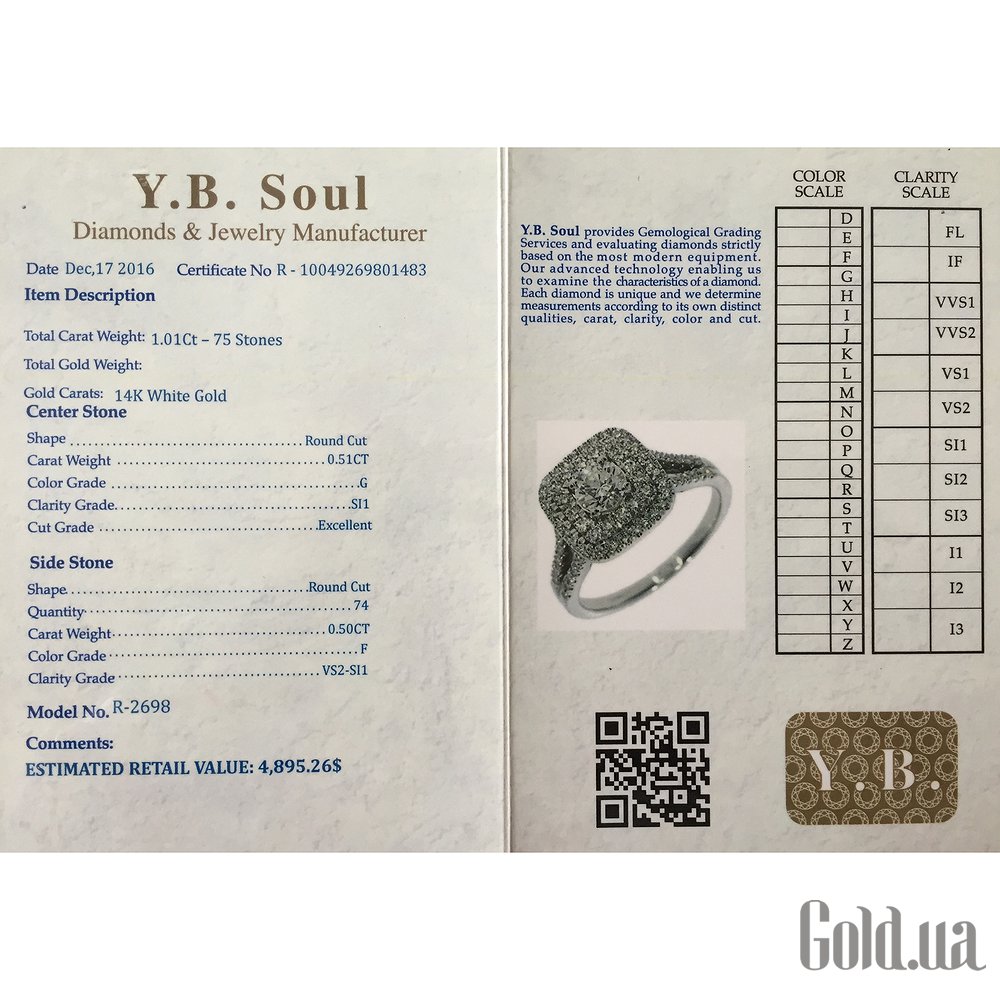 Y.B. Soul
Diamonds & Jewelry Manufacturer
Date Dec,17 2016 Certificate No R - 10049269801483
Item Description
Total Carat Weight: 1.01Ct – 75 Stones
Total Gold Weight:
Gold Carats: 14K White Gold
Center Stone
Shape Round Cut
Carat Weight 0.51CT
Color Grade G
Clarity Grade SI1
Cut Grade Excellent
Side Stone
Shape Round Cut
Quantity 74
Carat Weight 0.50CT
Color Grade F
Clarity Grade VS2-SI1
Model No. R-2698
Comments:
ESTIMATED RETAIL VALUE: 4,895.26$
Y.B. Soul provides Gemological Grading
Services and evaluating diamonds strictly
based on the most modern equipment.
Our advanced technology enabling us
to examine the characteristics of a diamond.
Each diamond is unique and we determine
measurements according to its own distinct
qualities, carat, clarity, color and cut.
COLOR
SCALE
D
E
F
G
H
I
J
K
L
M
N
O
P
Q
R
S
T
U
V
W
X
Y
Z
CLARITY
SCALE
FL
IF
VVS1
VVS2
VS1
VS2
SI1
SI2
SI3
I1
I2
I3
Y.B.
Gold.ua